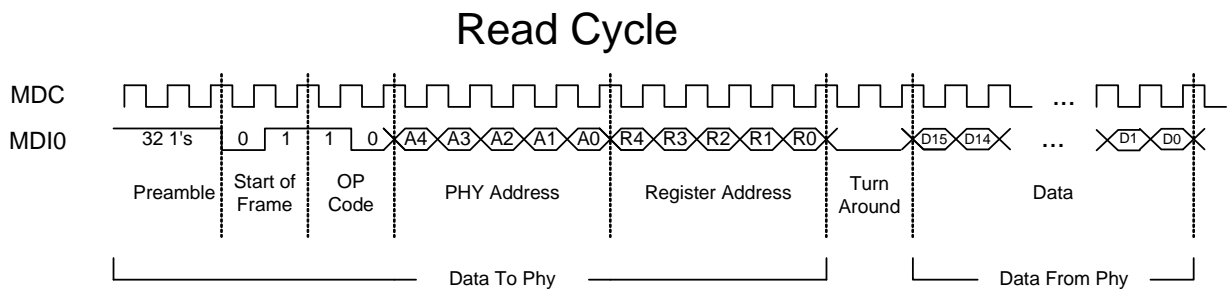 Read Cycle
MDC
...
MDI0 32 1's 0 1 1 0 A4 A3 A2 A1 A0 R4 R3 R2 R1 R0 D15 D14 ... D1 D0
Preamble Start of Frame OP Code PHY Address Register Address Turn Around Data
Data To Phy Data From Phy